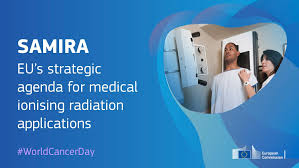 SAMIRA
EU's strategic
agenda for medical
ionising radiation
applications
#WorldCancerDay
European
Commission